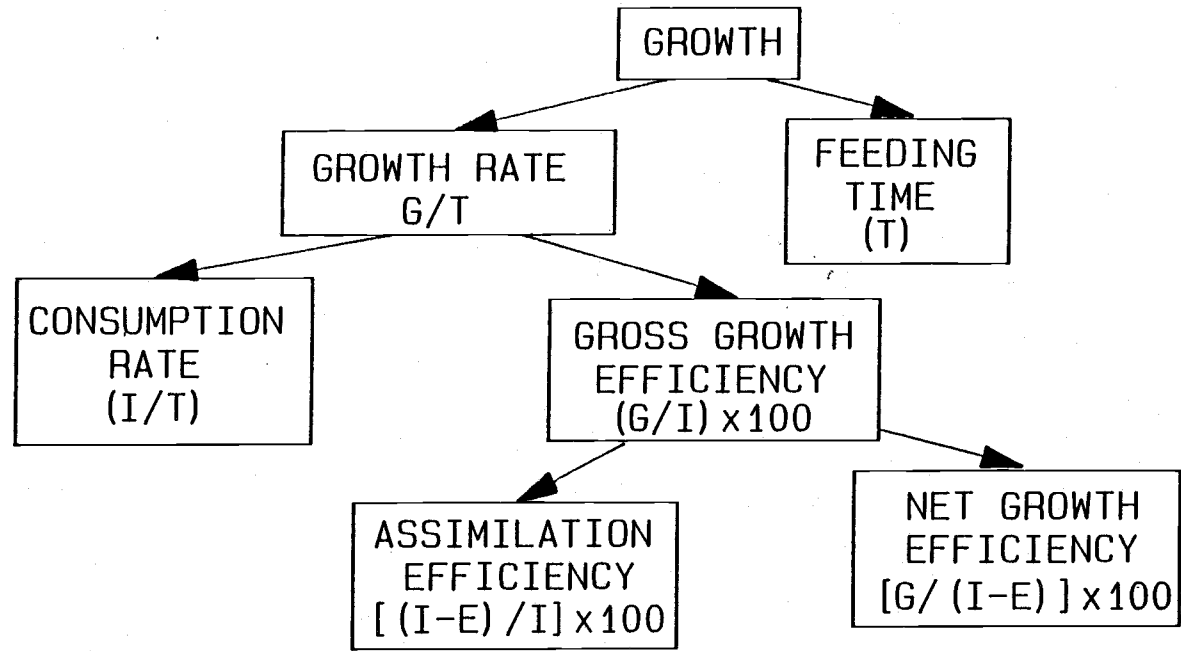 GROWTH
GROWTH RATE
G/T
FEEDING
TIME
(T)
CONSUMPTION
RATE
(I/T)
GROSS GROWTH
EFFICIENCY
(G/I) x100
ASSIMILATION
EFFICIENCY
[(I-E)/I]x100
NET GROWTH
EFFICIENCY
[G/(I-E)]x100